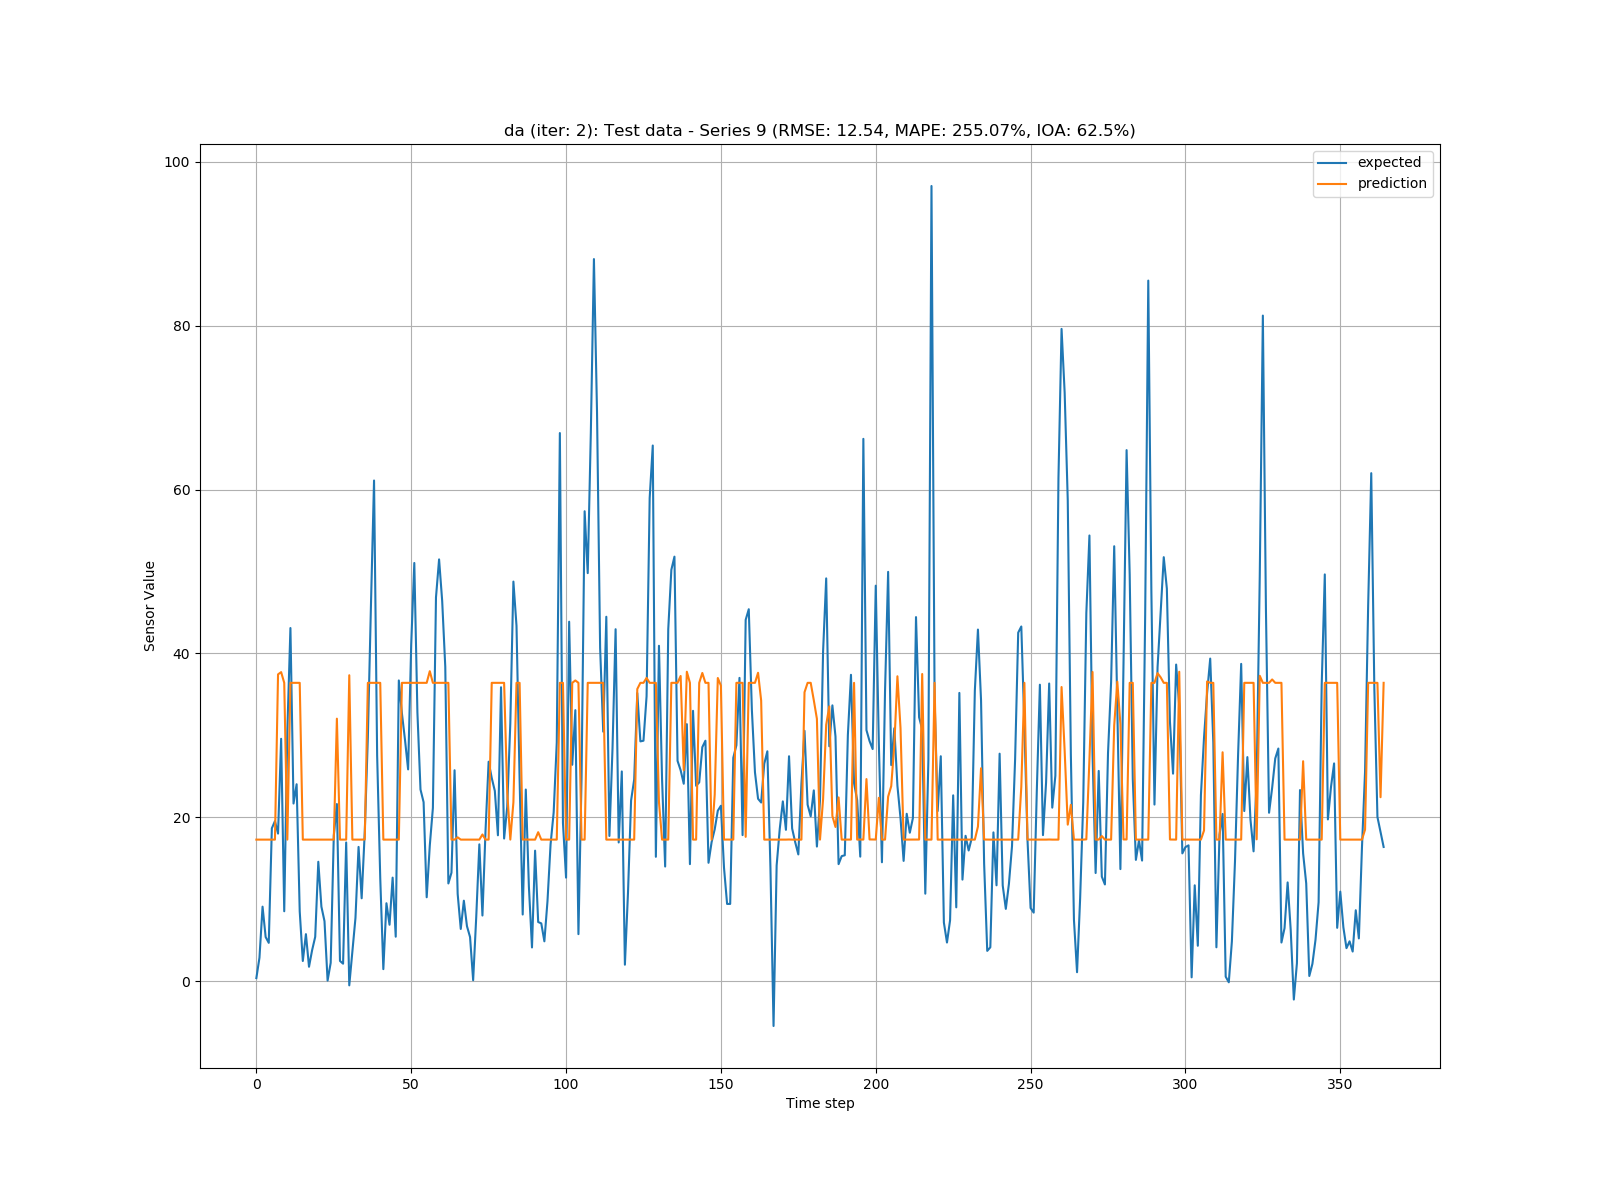 da (iter: 2): Test data - Series 9 (RMSE: 12.54, MAPE: 255.07%, IOA: 62.5%)
expected
prediction
100
80
60
40
20
0
Sensor Value
0 50 100 150 200 250 300 350
Time step